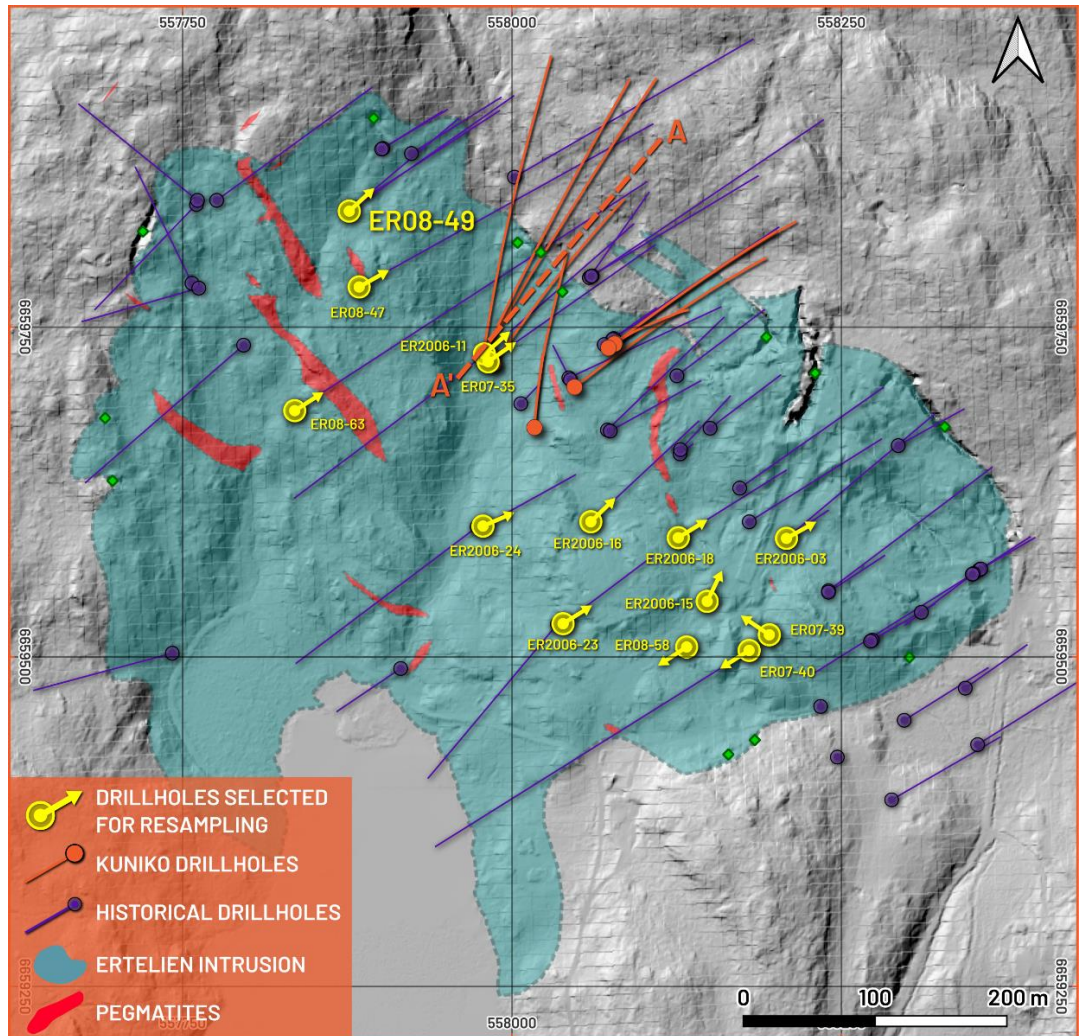 557750
558000
558250
A
ER08-49
ER08-47
6659750
6659750
ER2006-11
ER07-35
A'
ER08-63
ER2006-24
ER2006-16
ER2006-18
ER2006-03
ER2006-15
ER2006-23
ER08-58
ER07-39
ER07-40
6659500
6659500
DRILLHOLES SELECTED
FOR RESAMPLING
KUNIKO DRILLHOLES
HISTORICAL DRILLHOLES
ERTELIEN INTRUSION
PEGMATITES
6659250
6659250
0 100 200 m
557750
558000